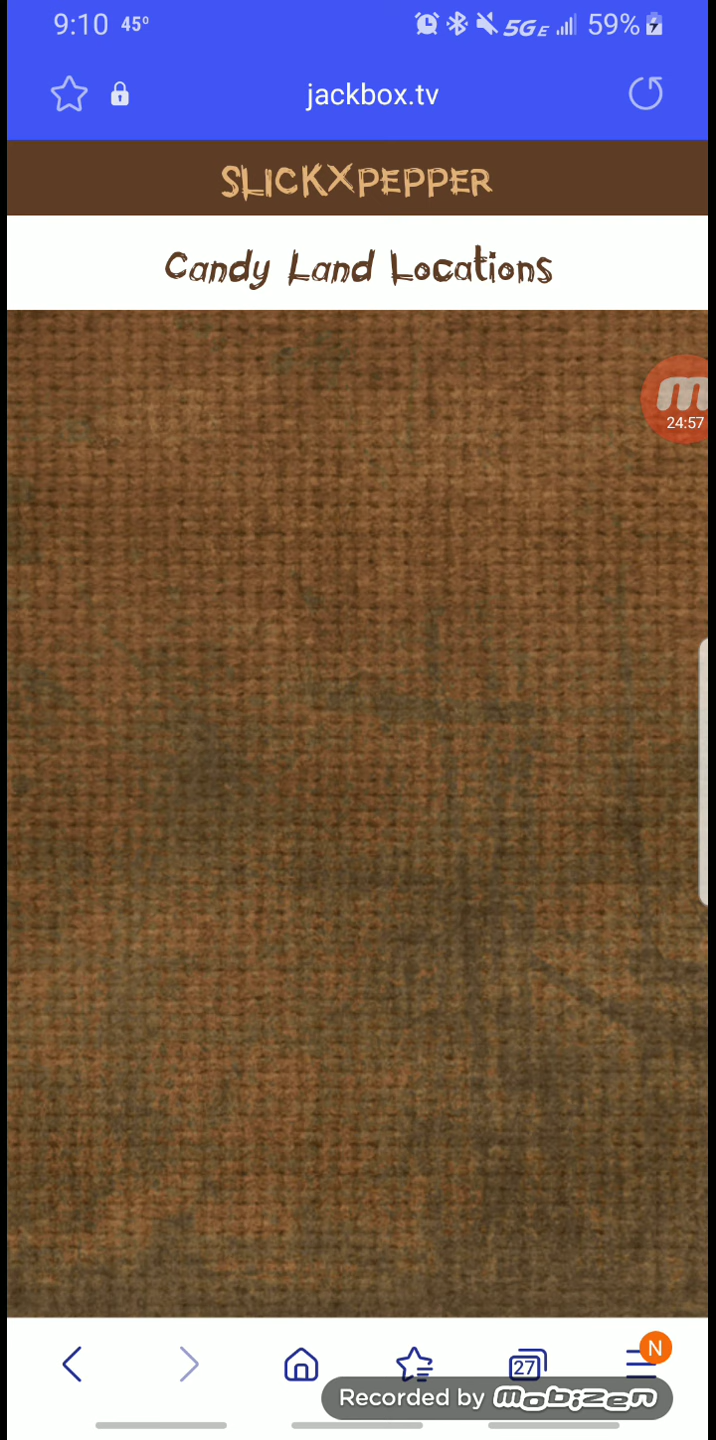 9:10 45° 5GE 59%
jackbox.tv
SLICKXPEPPER
Candy Land Locations
m
24:57
N
27
Recorded by mobizen